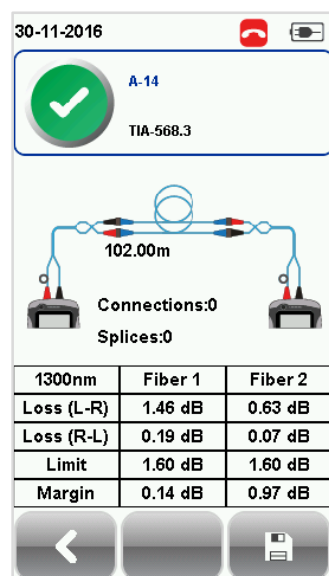 30-11-2016
A-14
TIA-568.3
102.00m
Connections:0
Splices:0
1300nm Fiber 1 Fiber 2
Loss (L-R) 1.46 dB 0.63 dB
Loss (R-L) 0.19 dB 0.07 dB
Limit 1.60 dB 1.60 dB
Margin 0.14 dB 0.97 dB